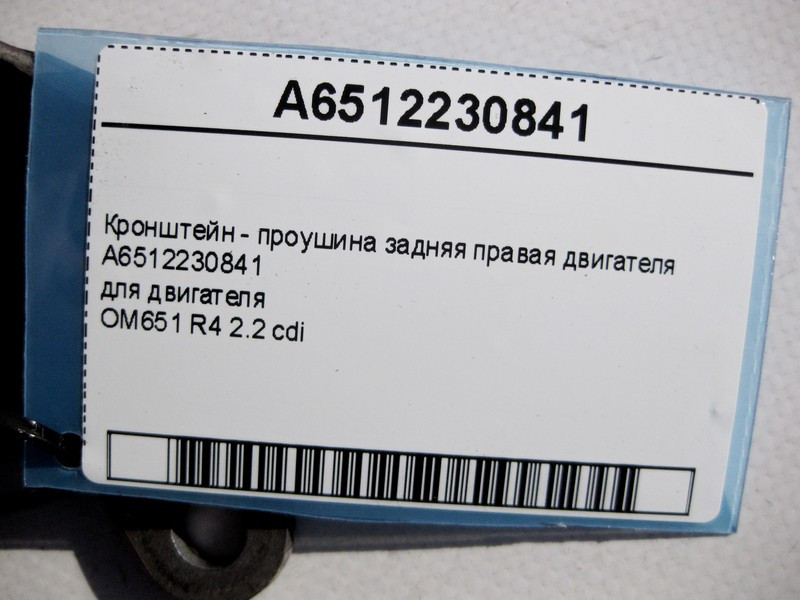 A6512230841
Кронштейн - проушина задняя правая двигателя
A6512230841
для двигателя
OM651 R4 2.2 cdi